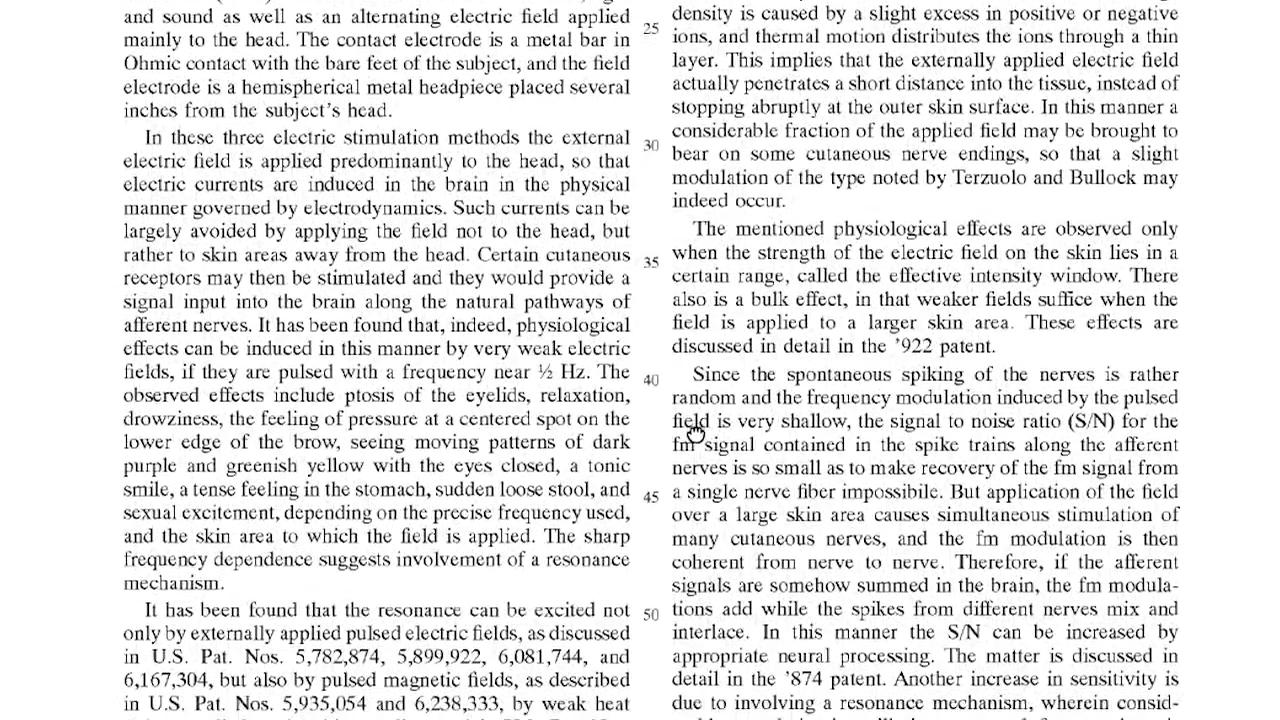 and sound as well as an alternating electric field applied
mainly to the head. The contact electrode is a metal bar in
Ohmic contact with the bare feet of the subject, and the field
electrode is a hemispherical metal headpiece placed several
inches from the subject's head.
In these three electric stimulation methods the external
electric field is applied predominantly to the head, so that
electric currents are induced in the brain in the physical
manner governed by electrodynamics. Such currents can be
largely avoided by applying the field not to the head, but
rather to skin areas away from the head. Certain cutaneous
receptors may then be stimulated and they would provide a
signal input into the brain along the natural pathways of
afferent nerves. It has been found that, indeed, physiological
effects can be induced in this manner by very weak electric
fields, if they are pulsed with a frequency near ½ Hz. The
observed effects include ptosis of the eyelids, relaxation,
drowziness, the feeling of pressure at a centered spot on the
lower edge of the brow, seeing moving patterns of dark
purple and greenish yellow with the eyes closed, a tonic
smile, a tense feeling in the stomach, sudden loose stool, and
sexual excitement, depending on the precise frequency used,
and the skin area to which the field is applied. The sharp
frequency dependence suggests involvement of a resonance
mechanism.
It has been found that the resonance can be excited not
only by externally applied pulsed electric fields, as discussed
in U.S. Pat. Nos. 5,782,874, 5,899,922, 6,081,744, and
6,167,304, but also by pulsed magnetic fields, as described
in U.S. Pat. Nos. 5,935,054 and 6,238,333, by weak heat
25
30
35
40
45
50
density is caused by a slight excess in positive or negative
ions, and thermal motion distributes the ions through a thin
layer. This implies that the externally applied electric field
actually penetrates a short distance into the tissue, instead of
stopping abruptly at the outer skin surface. In this manner a
considerable fraction of the applied field may be brought to
bear on some cutaneous nerve endings, so that a slight
modulation of the type noted by Terzuolo and Bullock may
indeed occur.
The mentioned physiological effects are observed only
when the strength of the electric field on the skin lies in a
certain range, called the effective intensity window. There
also is a bulk effect, in that weaker fields suffice when the
field is applied to a larger skin area. These effects are
discussed in detail in the '922 patent.
Since the spontaneous spiking of the nerves is rather
random and the frequency modulation induced by the pulsed
field is very shallow, the signal to noise ratio (S/N) for the
fm signal contained in the spike trains along the afferent
nerves is so small as to make recovery of the fm signal from
a single nerve fiber impossibile. But application of the field
over a large skin area causes simultaneous stimulation of
many cutaneous nerves, and the fm modulation is then
coherent from nerve to nerve. Therefore, if the afferent
signals are somehow summed in the brain, the fm modula-
tions add while the spikes from different nerves mix and
interlace. In this manner the S/N can be increased by
appropriate neural processing. The matter is discussed in
detail in the '874 patent. Another increase in sensitivity is
due to involving a resonance mechanism, wherein consid-